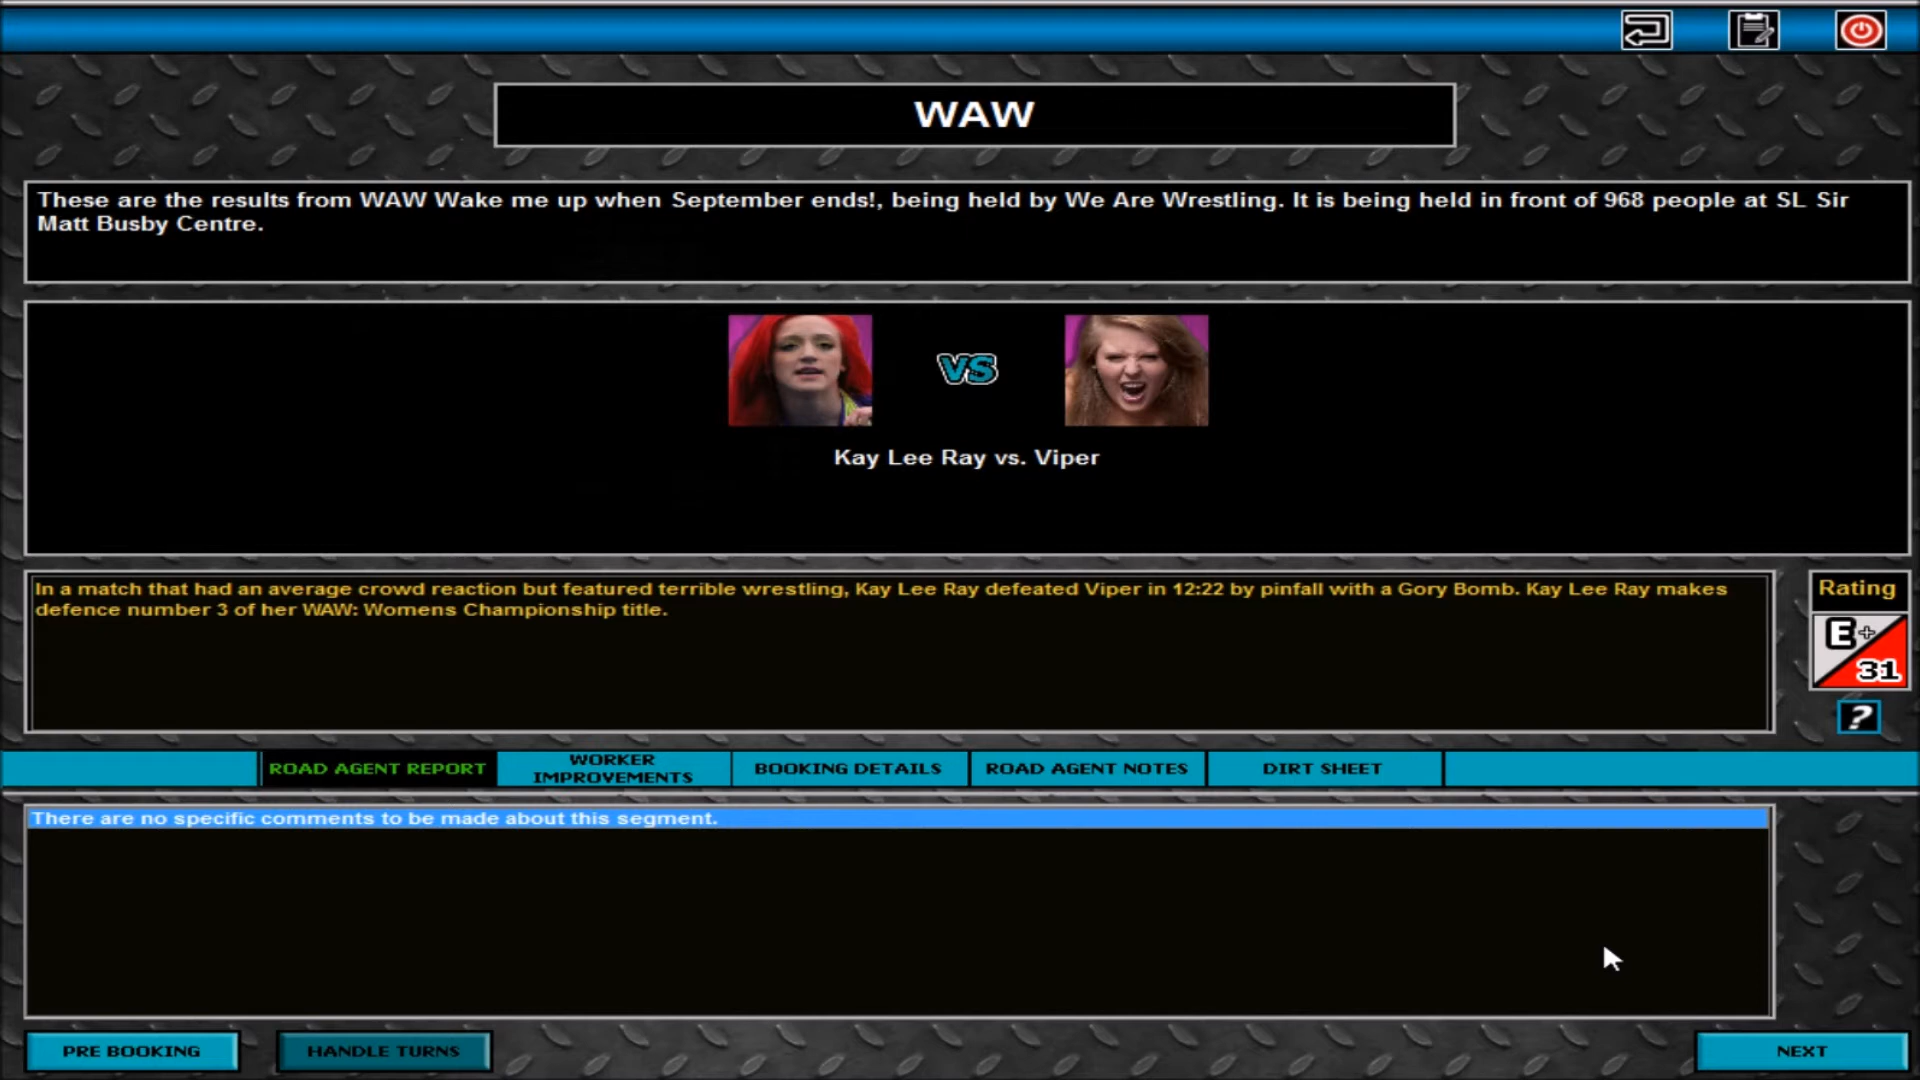 WAW
These are the results from WAW Wake me up when September ends!, being held by We Are Wrestling. It is being held in front of 968 people at SL Sir
Matt Busby Centre.
VS
Kay Lee Ray vs. Viper
In a match that had an average crowd reaction but featured terrible wrestling, Kay Lee Ray defeated Viper in 12:22 by pinfall with a Gory Bomb. Kay Lee Ray makes
defence number 3 of her WAW: Womens Championship title.
Rating
E+
31
?
ROAD AGENT REPORT
WORKER
IMPROVEMENTS
BOOKING DETAILS
ROAD AGENT NOTES
DIRT SHEET
There are no specific comments to be made about this segment.
PRE BOOKING
HANDLE TURNS
NEXT